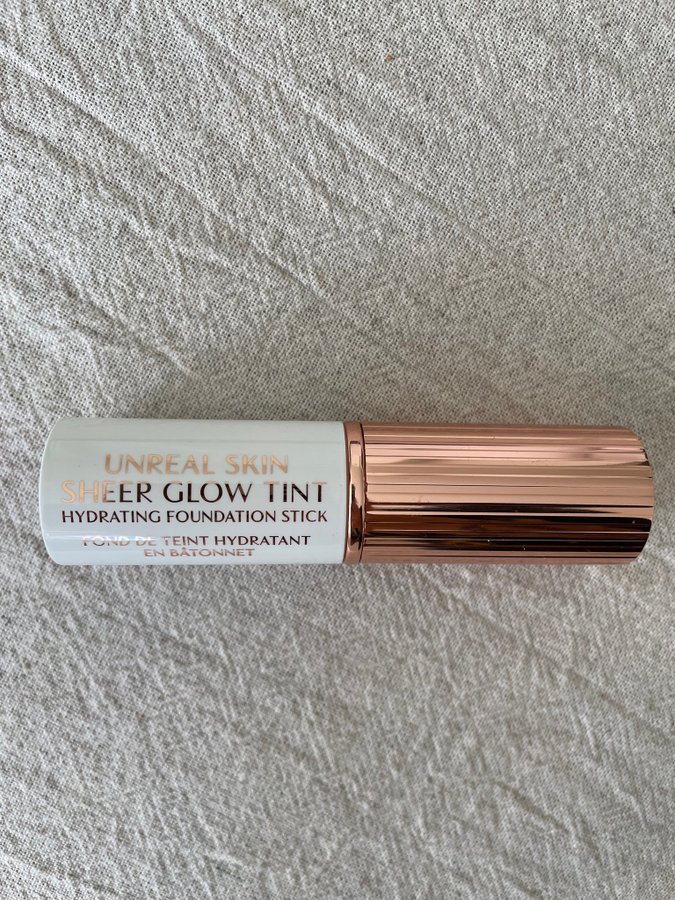 UNREAL SKIN
SHEER GLOW TINT
HYDRATING FOUNDATION STICK
FOND DE TEINT HYDRATANT
EN BÂTONNET